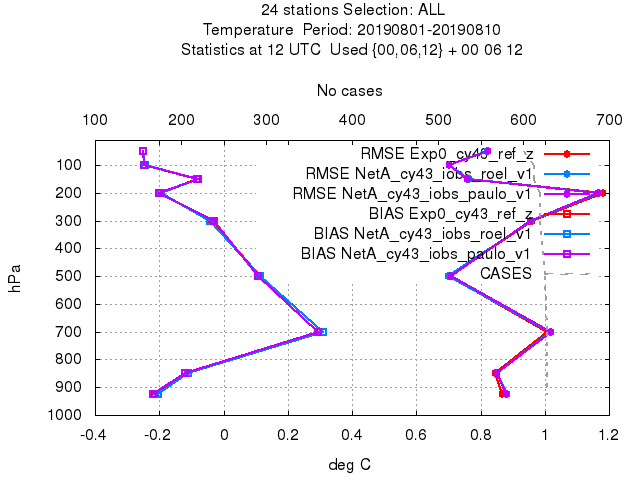 24 stations Selection: ALL
Temperature Period: 20190801-20190810
Statistics at 12 UTC Used {00,06,12} + 00 06 12
No cases
100 200 300 400 500 600 700
RMSE Exp0_cy43_ref_z
RMSE NetA_cy43_iobs_roel_v1
RMSE NetA_cy43_iobs_paulo_v1
BIAS Exp0_cy43_ref_z
BIAS NetA_cy43_iobs_roel_v1
BIAS NetA_cy43_iobs_paulo_v1
CASES
100
200
300
400
500
600
700
800
900
1000
hPa
-0.4 -0.2 0 0.2 0.4 0.6 0.8 1 1.2
deg C